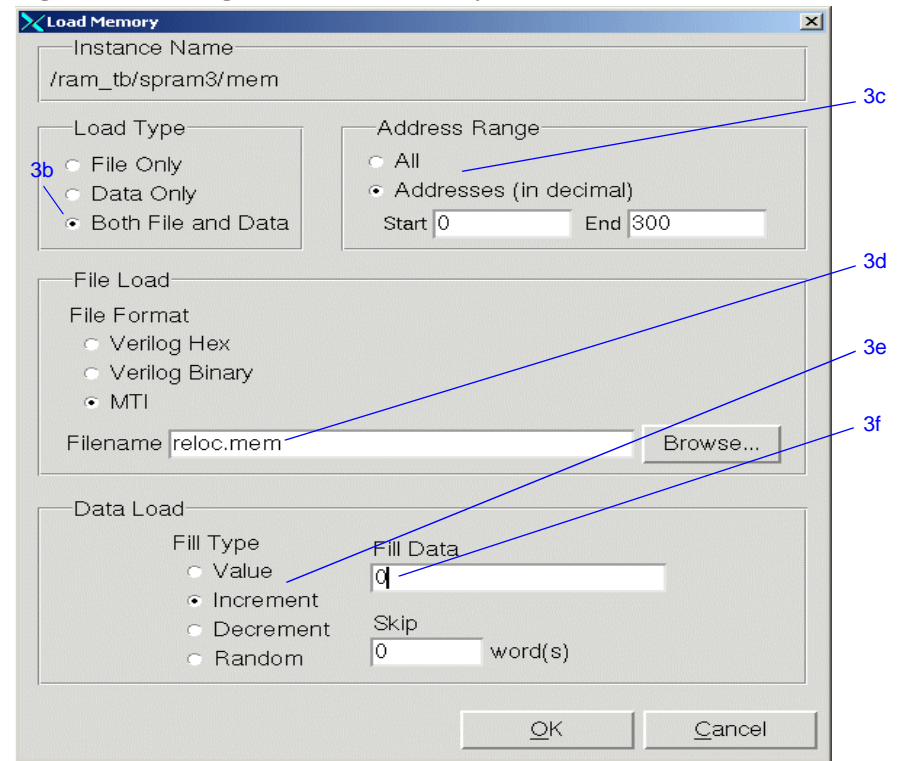 Load Memory
Instance Name
/ram_tb/spram3/mem
3c
Load Type
Address Range
File Only
All
3b
Data Only
Addresses (in decimal)
Both File and Data
Start 0 End 300
3d
File Load
File Format
Verilog Hex
3e
Verilog Binary
MTI
3f
Filename reloc.mem Browse...
Data Load
Fill Type
Fill Data
Value
0
Increment
Decrement
Skip
Random
0 word(s)
OK Cancel